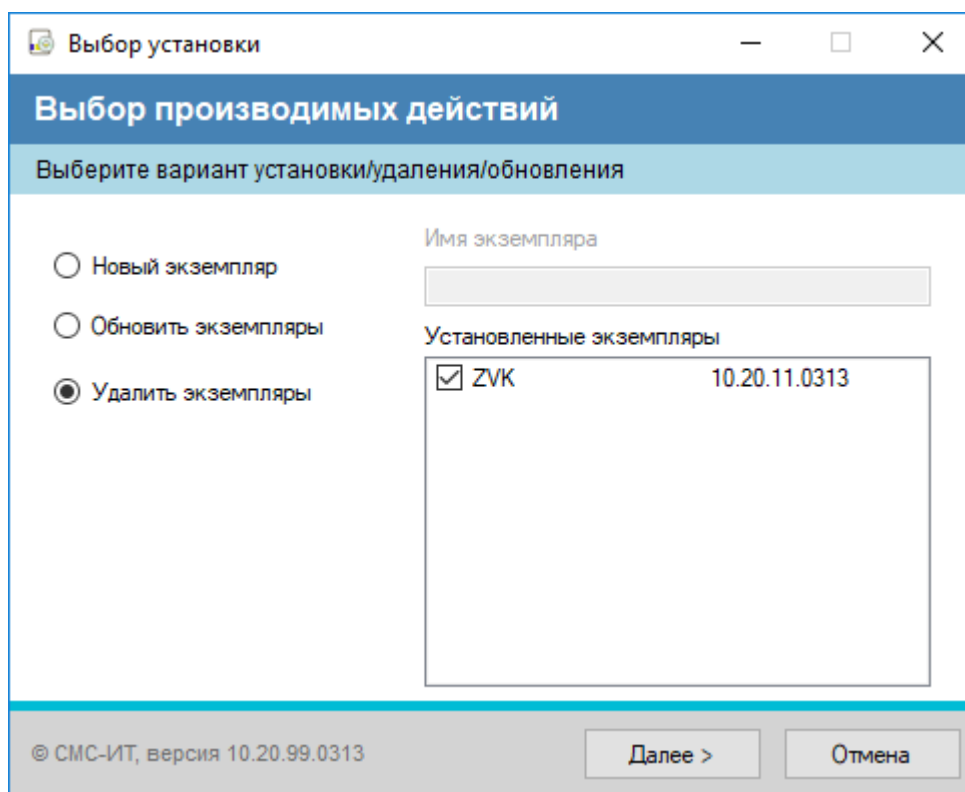 Выбор установки
Выбор производимых действий
Выберите вариант установки/удаления/обновления
Новый экземпляр
Обновить экземпляры
Удалить экземпляры
Имя экземпляра
Установленные экземпляры
ZVK 10.20.11.0313
© СМС-ИТ, версия 10.20.99.0313
Далее >
Отмена